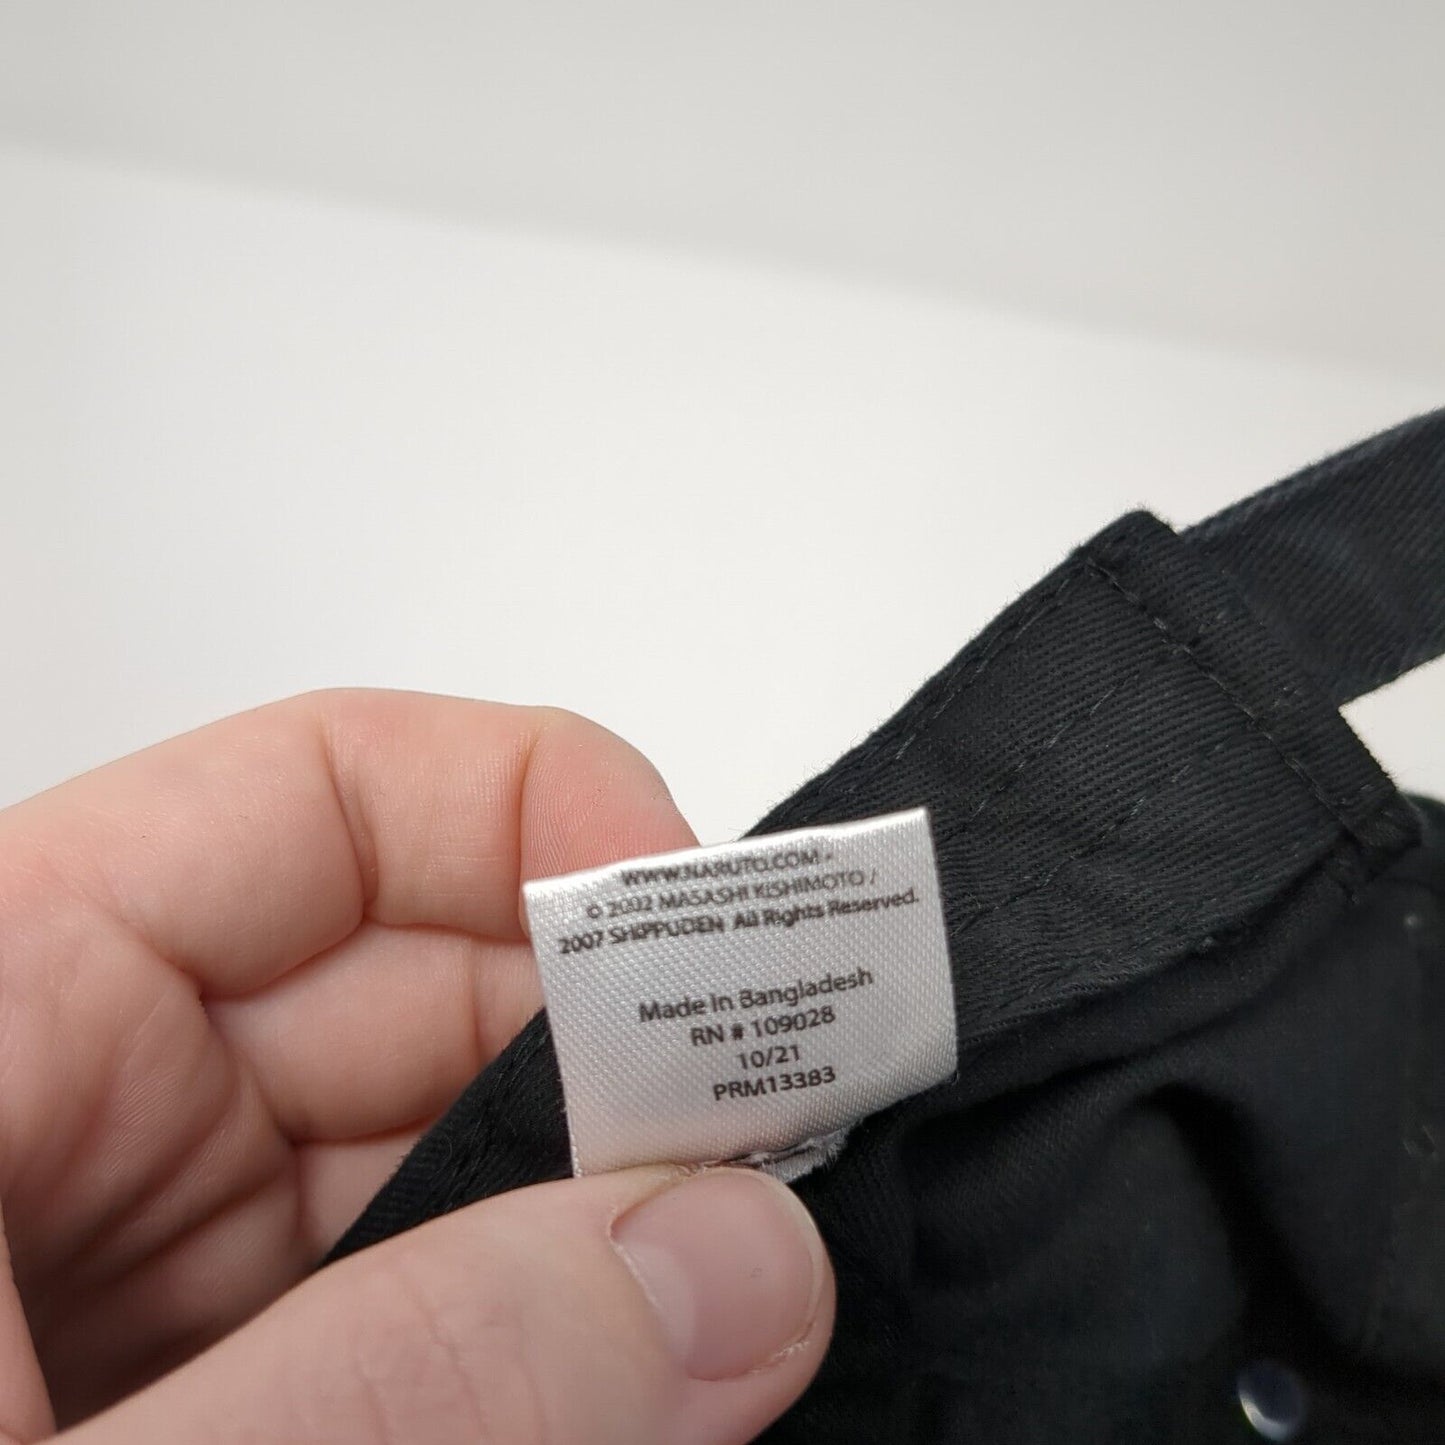 WWW.NARUTO.COM -
© 2002 MASASHI KISHIMOTO /
2007 SHIPPUDEN All Rights Reserved.
Made In Bangladesh
RN # 109028
10/21
PRM13383